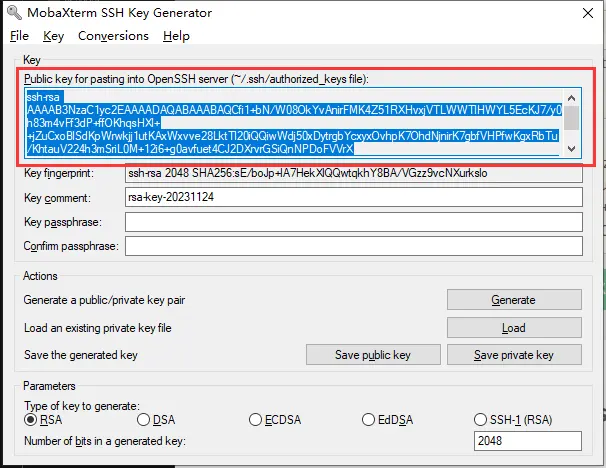 MobaXterm SSH Key Generator
File Key Conversions Help
Key
Public key for pasting into OpenSSH server (~/.ssh/authorized_keys file):
ssh-rsa
AAAAB3NzaC1yc2EAAAADAQABAAABAQCfi1+bN/W08OkYvAnirFMK4Z51RXHvxjVTLWWTlHWYL5EcKJ7/y0
h83m4vFf3dP+ffOKhqsHXl+
+jZuCxoBlSdKpWrwkjj1utKAxWxvve28LktTl20iQQiwWdj50xDytrgbYcxyxOvhpK7OhdNjnirK7gbfVHPfwKgxRbTu
/KhtauV224h3mSriL0M+12i6+g0avfuet4CJ2DXrvrGSiQnNPDoFVVrX
Key fingerprint: ssh-rsa 2048 SHA256:sE/boJp+lA7HekXlQQwtqkhY8BA/VGzz9vcNXurkslo
Key comment: rsa-key-20231124
Key passphrase:
Confirm passphrase:
Actions
Generate a public/private key pair Generate
Load an existing private key file Load
Save the generated key Save public key Save private key
Parameters
Type of key to generate:
RSA DSA ECDSA EdDSA SSH-1 (RSA)
Number of bits in a generated key: 2048